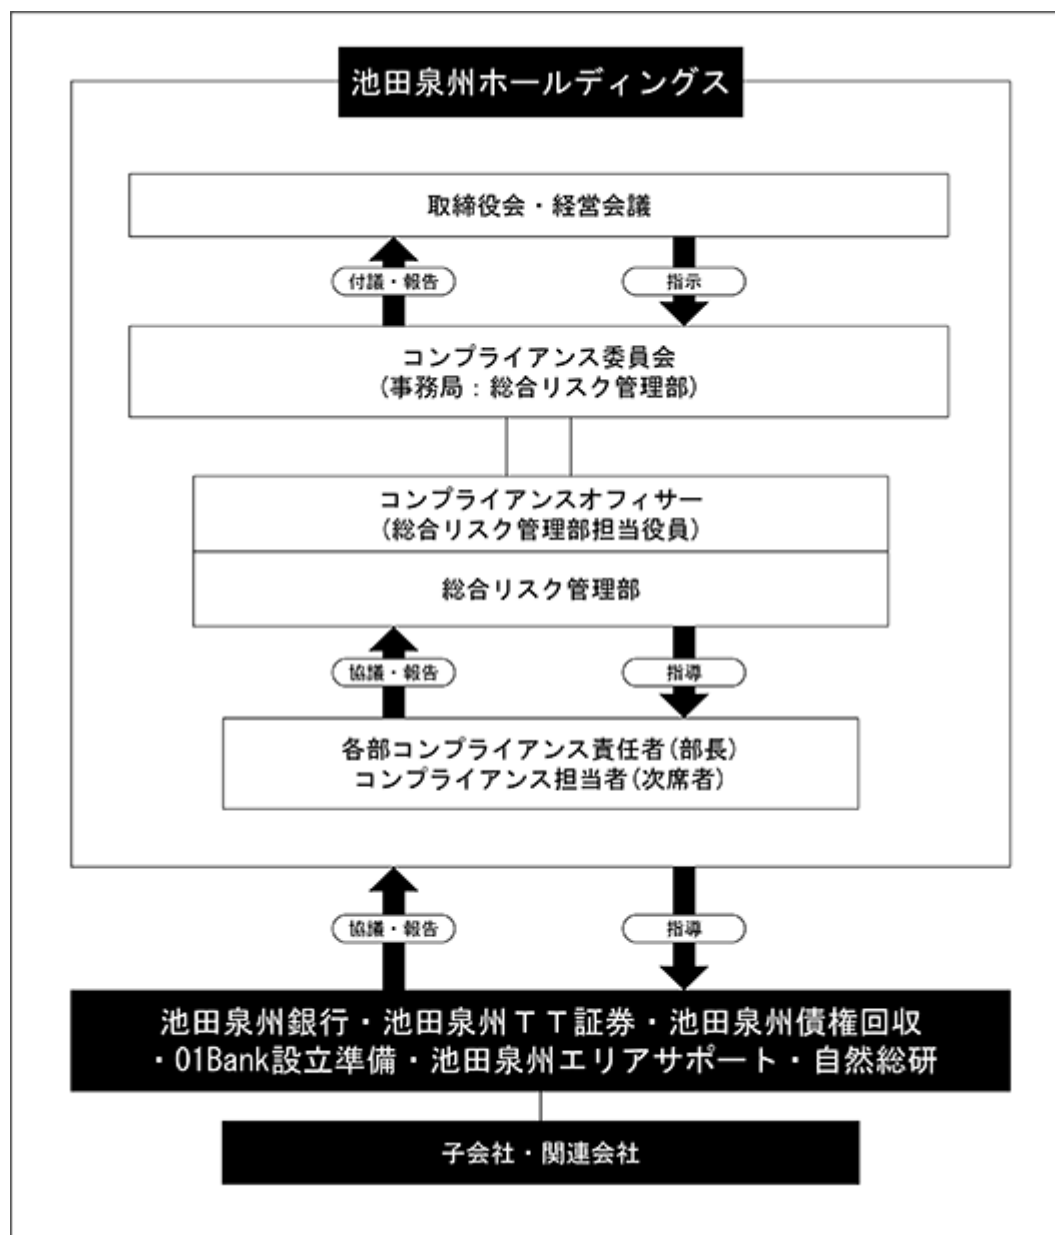 池田泉州ホールディングス
取締役会・経営会議
付議・報告
指示
コンプライアンス委員会
(事務局：総合リスク管理部)
コンプライアンスオフィサー
(総合リスク管理部担当役員)
総合リスク管理部
協議・報告
指導
各部コンプライアンス責任者(部長)
コンプライアンス担当者(次席者)
協議・報告
指導
池田泉州銀行・池田泉州ＴＴ証券・池田泉州債権回収
・01Bank設立準備・池田泉州エリアサポート・自然総研
子会社・関連会社